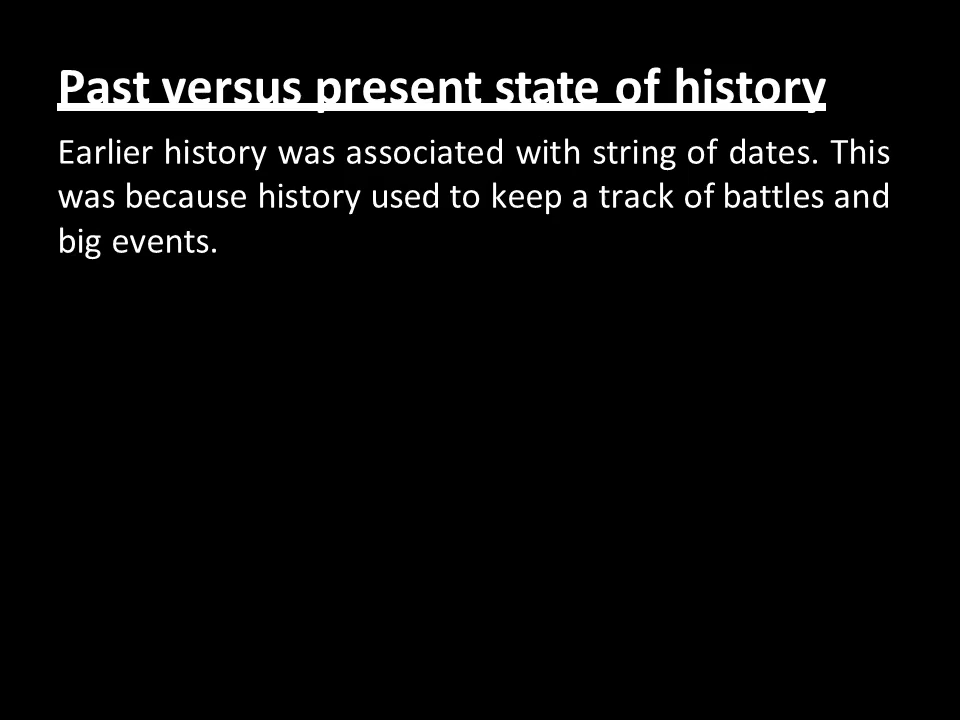 Past versus present state of history
Earlier history was associated with string of dates. This
was because history used to keep a track of battles and
big events.